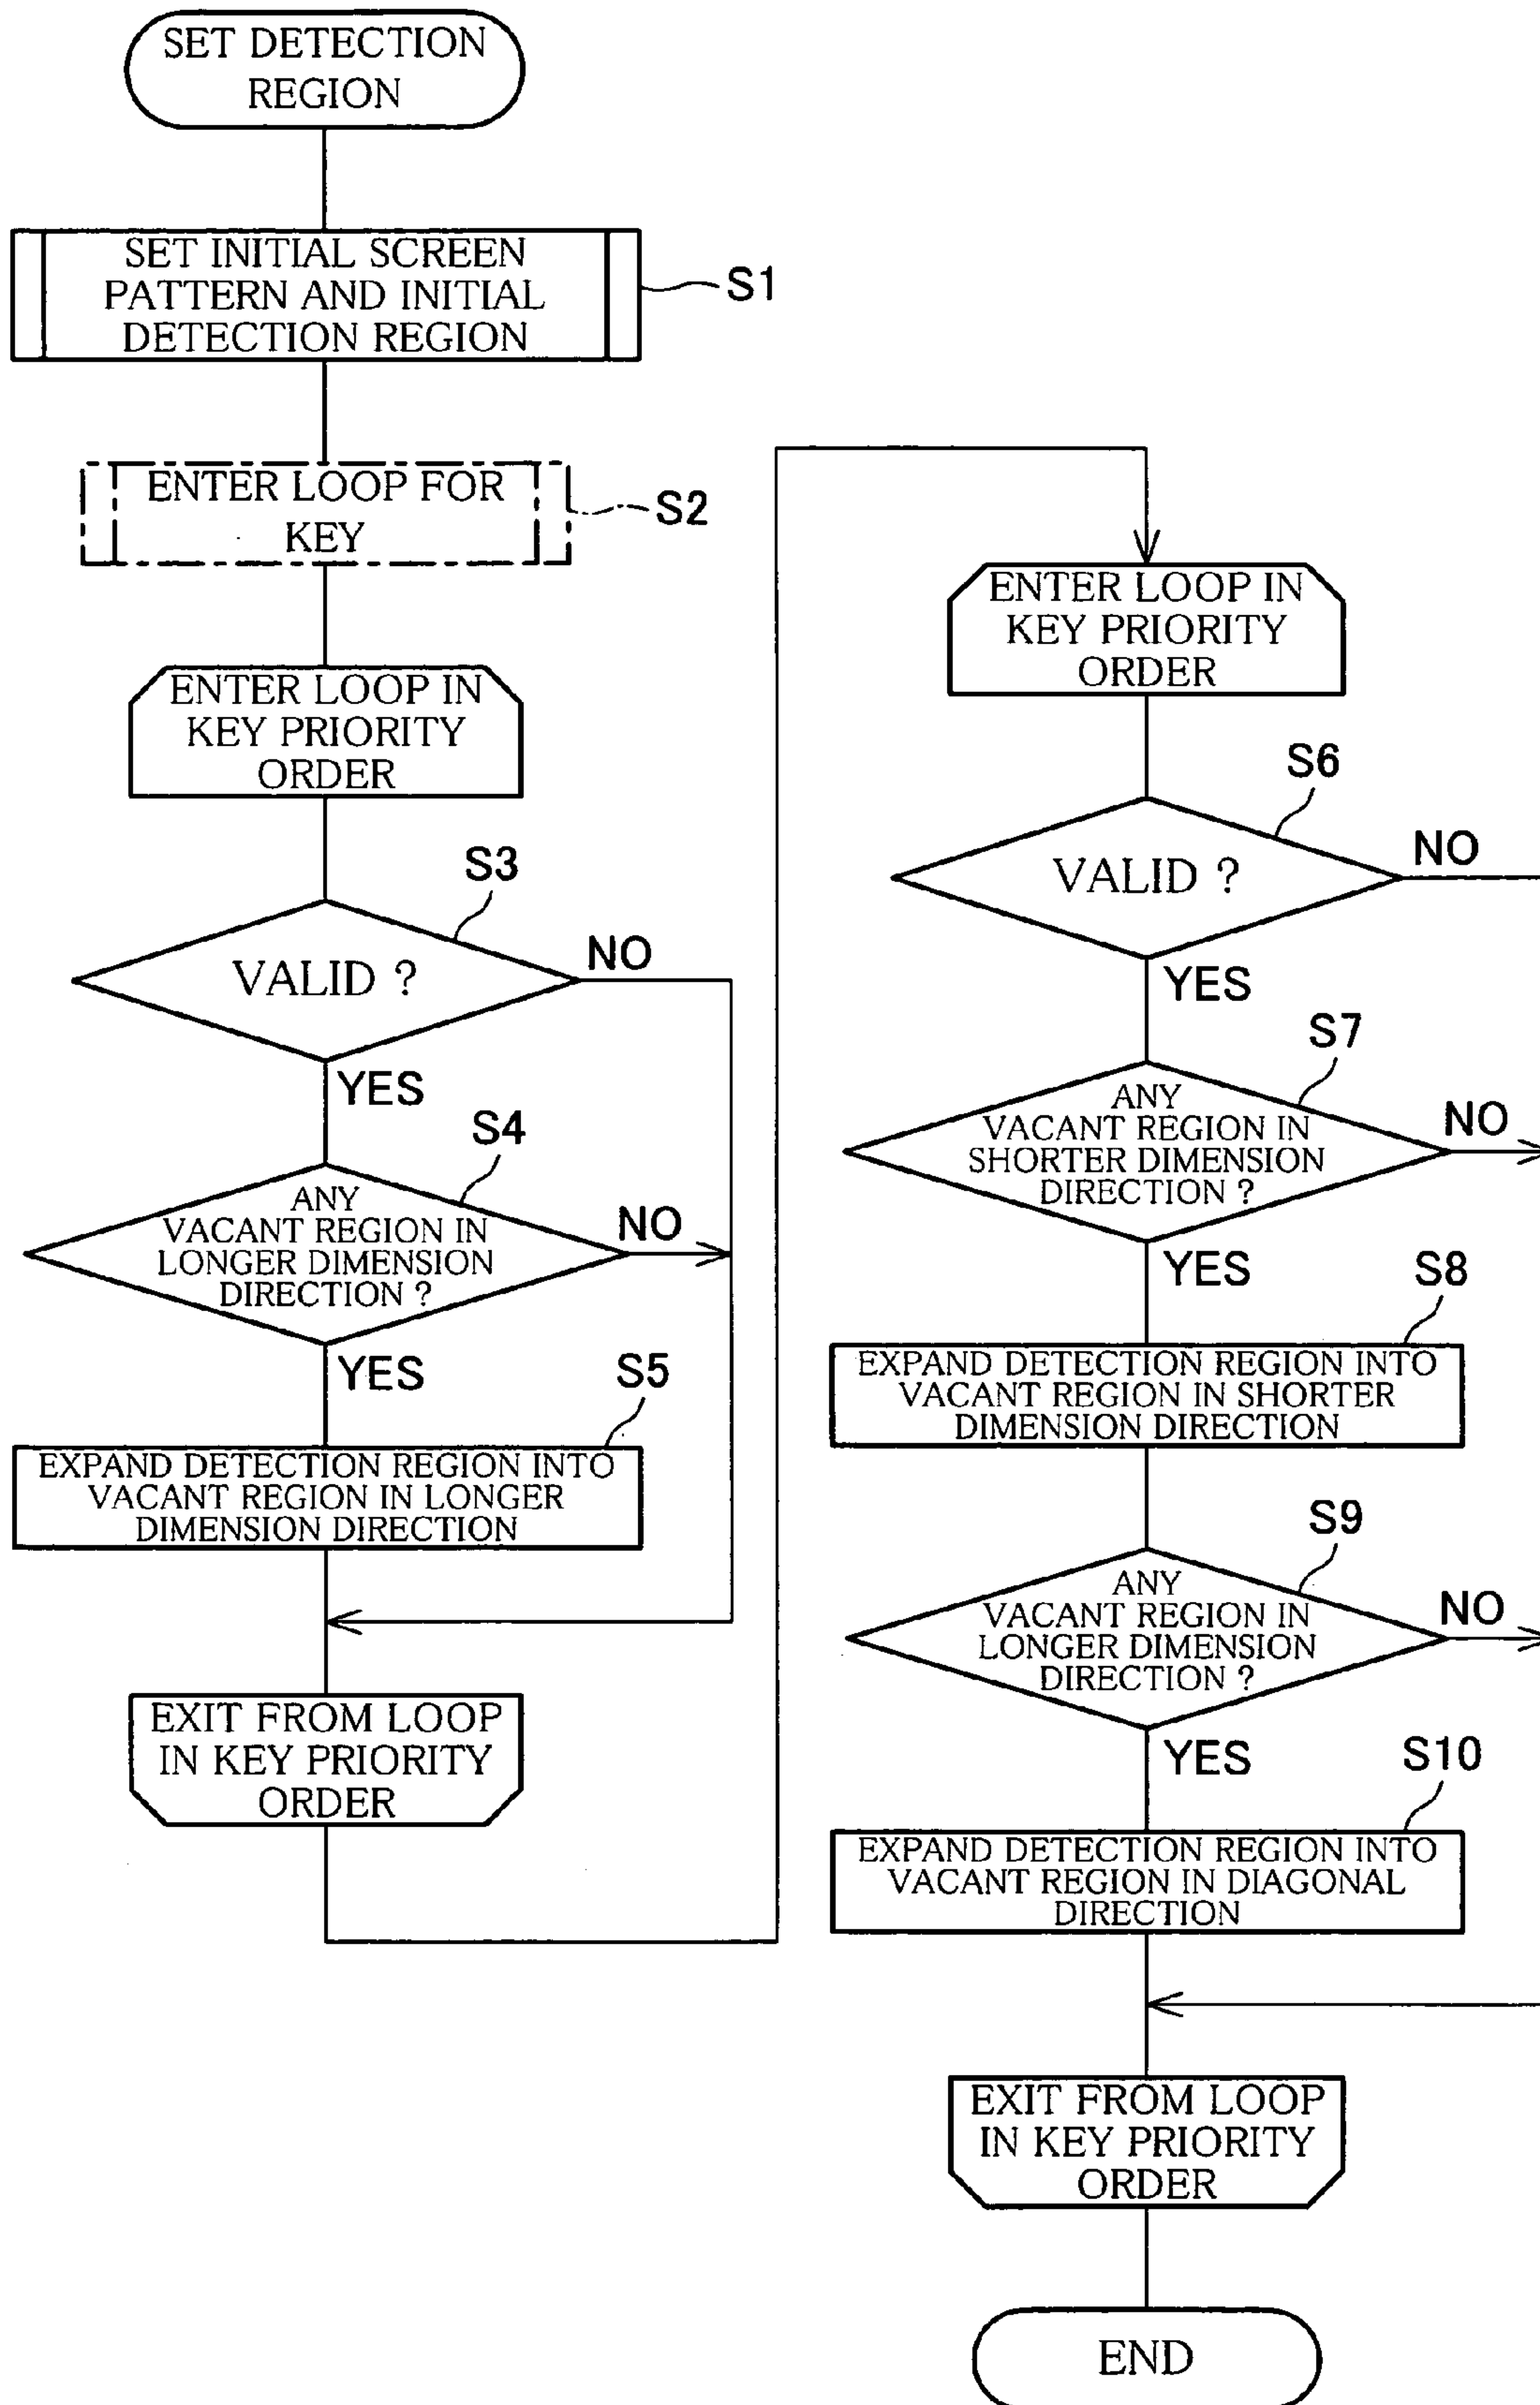 SET DETECTION
REGION
SET INITIAL SCREEN
PATTERN AND INITIAL
DETECTION REGION
S1
ENTER LOOP FOR
KEY
S2
ENTER LOOP IN
KEY PRIORITY
ORDER
S3
VALID ?
NO
YES
S4
ANY
VACANT REGION IN
LONGER DIMENSION
DIRECTION ?
NO
YES
S5
EXPAND DETECTION REGION INTO
VACANT REGION IN LONGER
DIMENSION DIRECTION
EXIT FROM LOOP
IN KEY PRIORITY
ORDER
ENTER LOOP IN
KEY PRIORITY
ORDER
S6
VALID ?
NO
YES
S7
ANY
VACANT REGION IN
SHORTER DIMENSION
DIRECTION ?
NO
YES
S8
EXPAND DETECTION REGION INTO
VACANT REGION IN SHORTER
DIMENSION DIRECTION
S9
ANY
VACANT REGION IN
LONGER DIMENSION
DIRECTION ?
NO
YES
S10
EXPAND DETECTION REGION INTO
VACANT REGION IN DIAGONAL
DIRECTION
EXIT FROM LOOP
IN KEY PRIORITY
ORDER
END